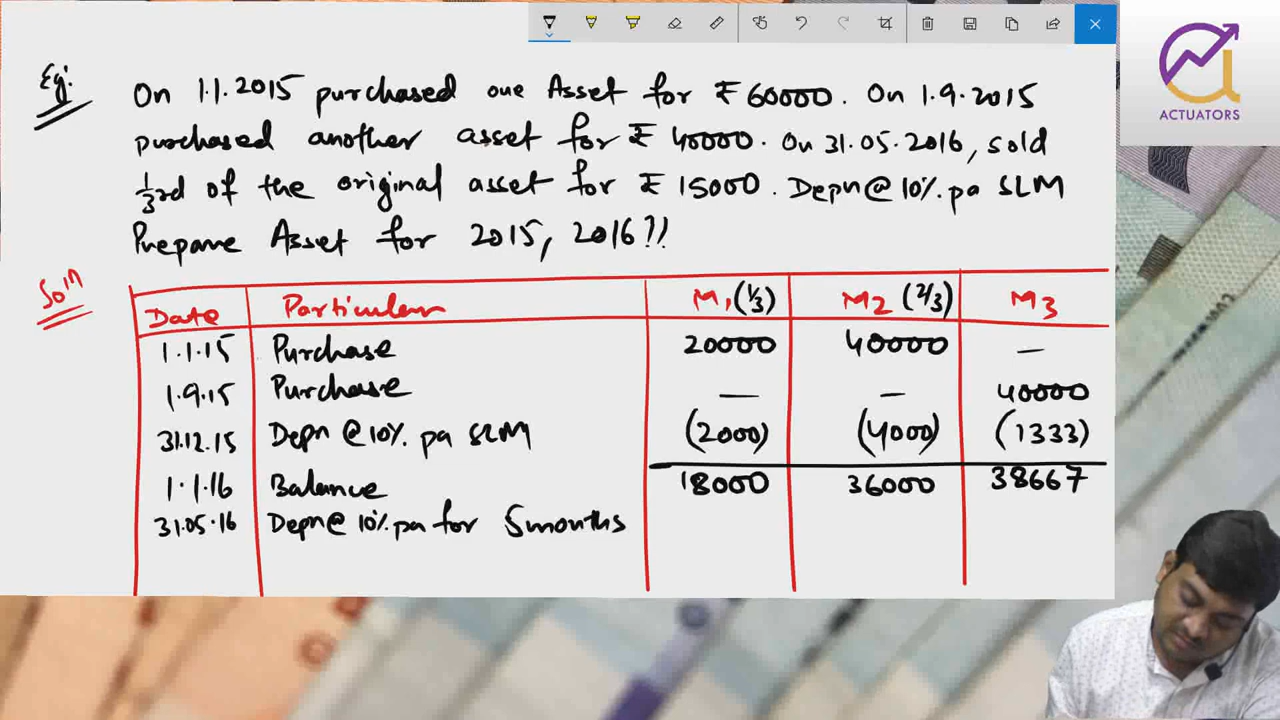 ACTUATORS
Eg:
On 1.1.2015 purchased one Asset for ₹ 60000. On 1.9.2015
purchased another asset for ₹ 40000. On 31.05.2016, sold
1/3rd of the original asset for ₹ 15000. Depn @ 10%. pa SLM
Prepare Asset for 2015, 2016??
Soln
Date Particulars M1 (1/3) M2 (2/3) M3
1.1.15 Purchase 20000 40000 —
1.9.15 Purchase — — 40000
31.12.15 Depn @ 10%. pa SLM (2000) (4000) (1333)
1.1.16 Balance 18000 36000 38667
31.05.16 Depn @ 10%. pa for 5 months